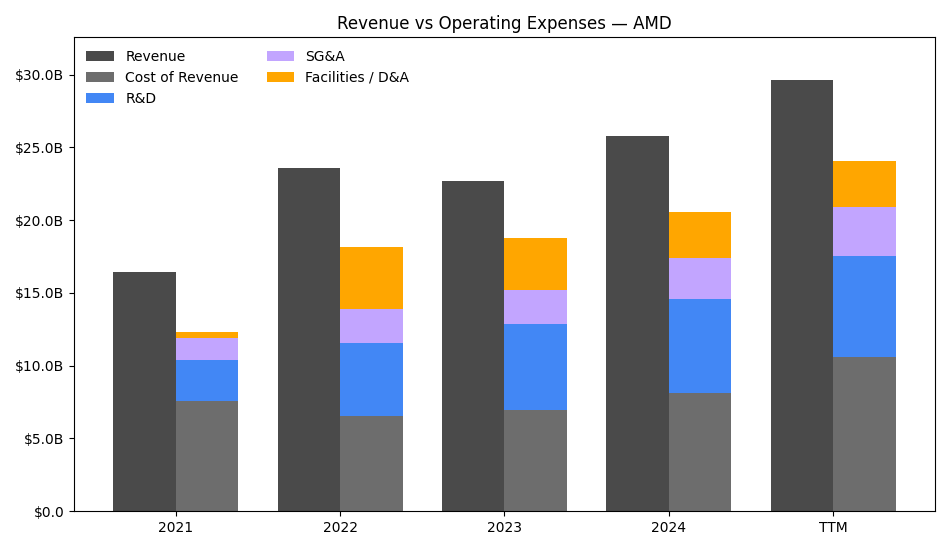 Revenue vs Operating Expenses — AMD
Revenue
Cost of Revenue
R&D
SG&A
Facilities / D&A
$30.0B
$25.0B
$20.0B
$15.0B
$10.0B
$5.0B
$0.0
2021
2022
2023
2024
TTM